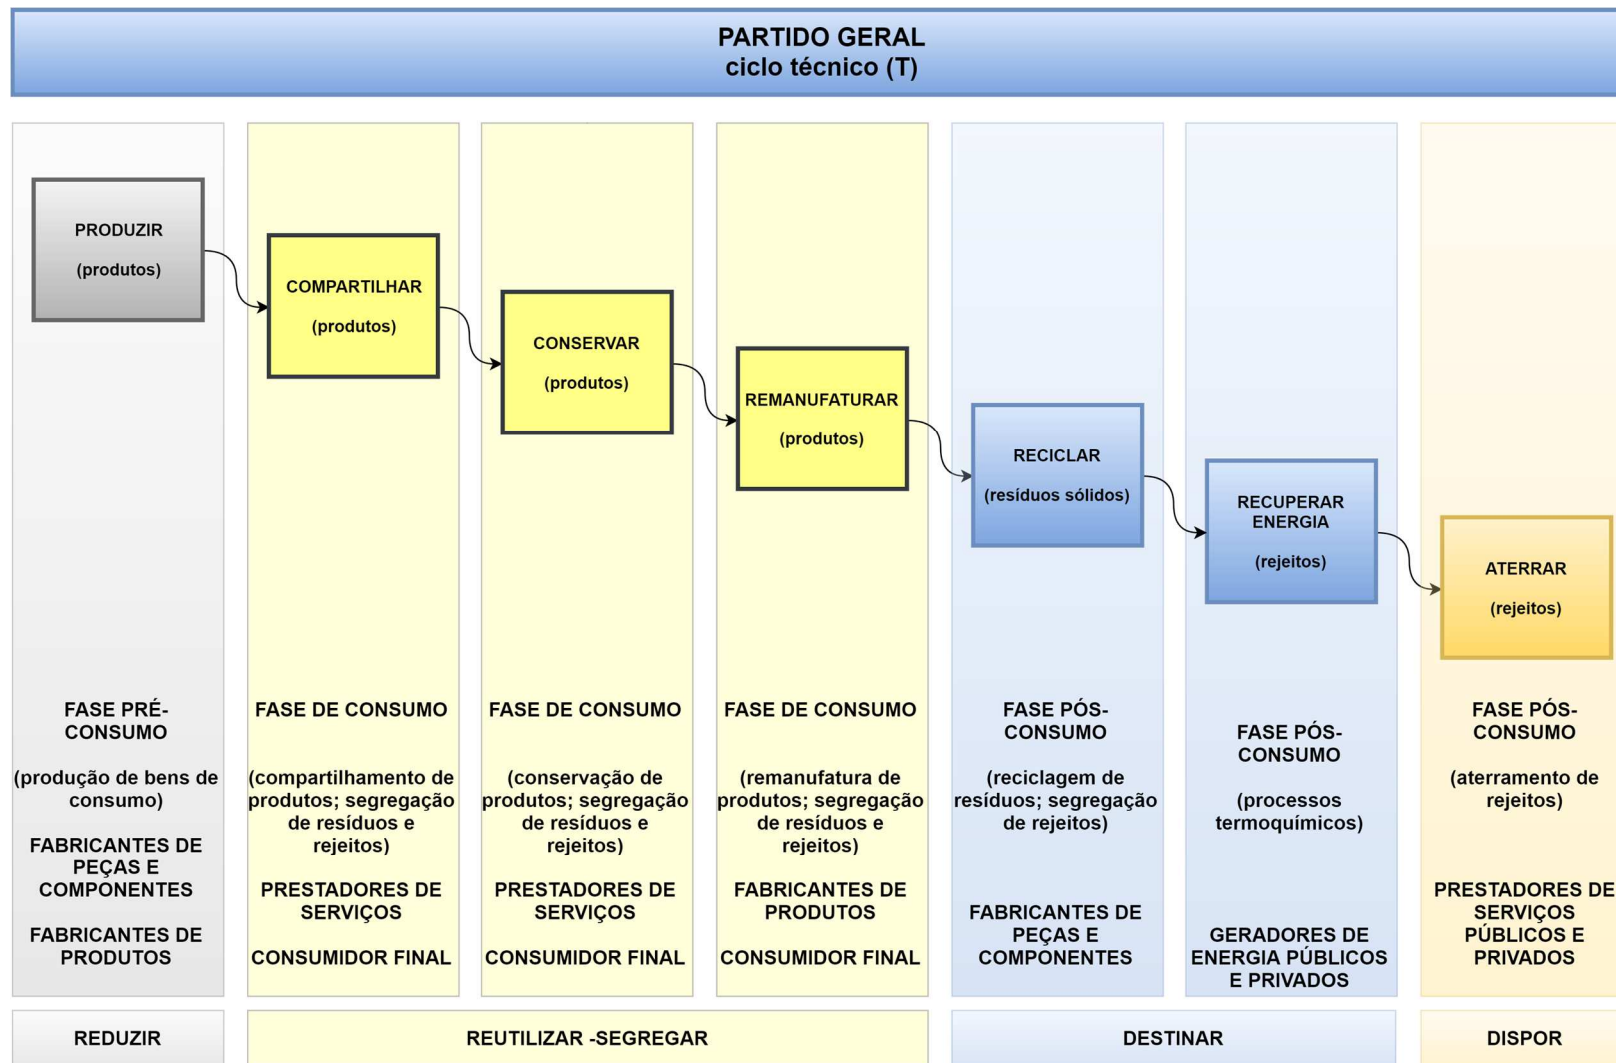 PARTIDO GERAL
ciclo técnico (T)
PRODUZIR
(produtos)
COMPARTILHAR
(produtos)
CONSERVAR
(produtos)
REMANUFATURAR
(produtos)
RECICLAR
(resíduos sólidos)
RECUPERAR
ENERGIA
(rejeitos)
ATERRAR
(rejeitos)
FASE PRÉ-
CONSUMO
(produção de bens de
consumo)
FABRICANTES DE
PEÇAS E
COMPONENTES
FABRICANTES DE
PRODUTOS
FASE DE CONSUMO
(compartilhamento de
produtos; segregação
de resíduos e
rejeitos)
PRESTADORES DE
SERVIÇOS
CONSUMIDOR FINAL
FASE DE CONSUMO
(conservação de
produtos; segregação
de resíduos e
rejeitos)
PRESTADORES DE
SERVIÇOS
CONSUMIDOR FINAL
FASE DE CONSUMO
(remanufatura de
produtos; segregação
de resíduos e
rejeitos)
FABRICANTES DE
PRODUTOS
CONSUMIDOR FINAL
FASE PÓS-
CONSUMO
(reciclagem de
resíduos; segregação
de rejeitos)
FABRICANTES DE
PEÇAS E
COMPONENTES
FASE PÓS-
CONSUMO
(processos
termoquímicos)
GERADORES DE
ENERGIA PÚBLICOS
E PRIVADOS
FASE PÓS-
CONSUMO
(aterramento de
rejeitos)
PRESTADORES DE
SERVIÇOS
PÚBLICOS E
PRIVADOS
REDUZIR
REUTILIZAR -SEGREGAR
DESTINAR
DISPOR